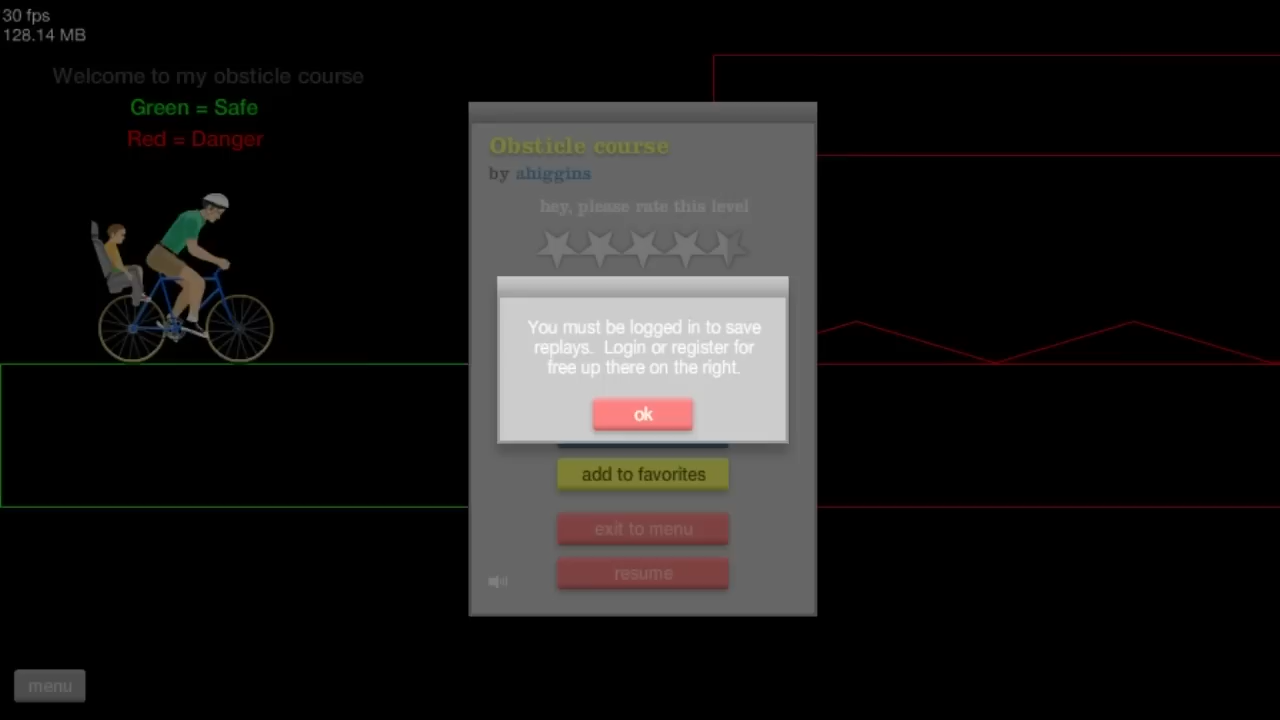 30 fps
128.14 MB
Welcome to my obsticle course
Green = Safe
Red = Danger
Obsticle course
by ahiggins
hey, please rate this level
You must be logged in to save
replays. Login or register for
free up there on the right.
ok
add to favorites
exit to menu
resume
menu